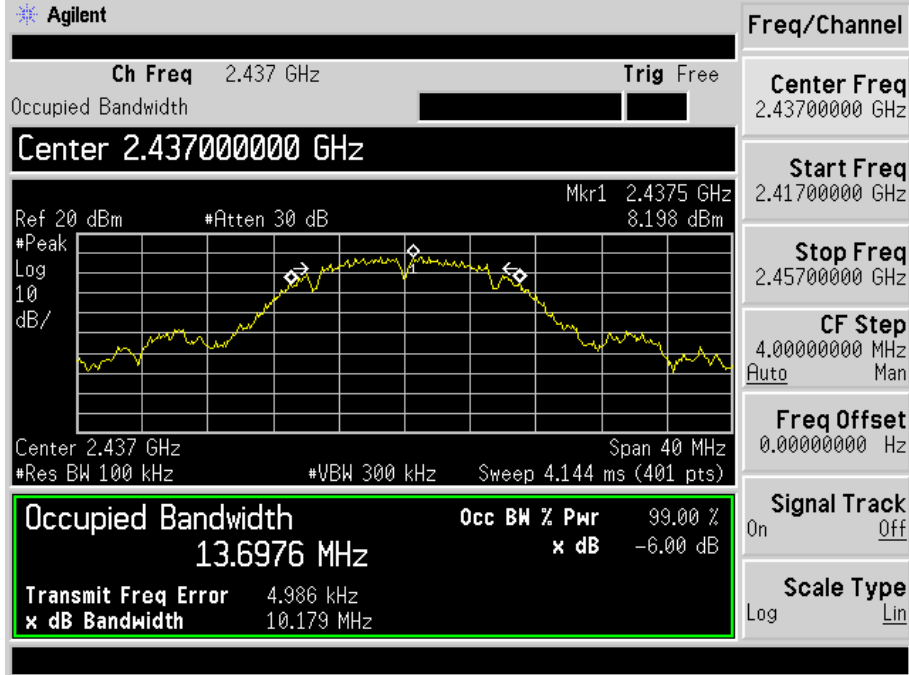 Agilent
Ch Freq 2.437 GHz Trig Free
Occupied Bandwidth
Center 2.437000000 GHz
Mkr1 2.4375 GHz
Ref 20 dBm #Atten 30 dB 8.198 dBm
#Peak
Log
10
dB/
1
Center 2.437 GHz Span 40 MHz
#Res BW 100 kHz #VBW 300 kHz Sweep 4.144 ms (401 pts)
Occupied Bandwidth Occ BW % Pwr 99.00 %
13.6976 MHz x dB -6.00 dB
Transmit Freq Error 4.986 kHz
x dB Bandwidth 10.179 MHz
Freq/Channel
Center Freq
2.43700000 GHz
Start Freq
2.41700000 GHz
Stop Freq
2.45700000 GHz
CF Step
4.00000000 MHz
Auto Man
Freq Offset
0.00000000 Hz
Signal Track
On Off
Scale Type
Log Lin